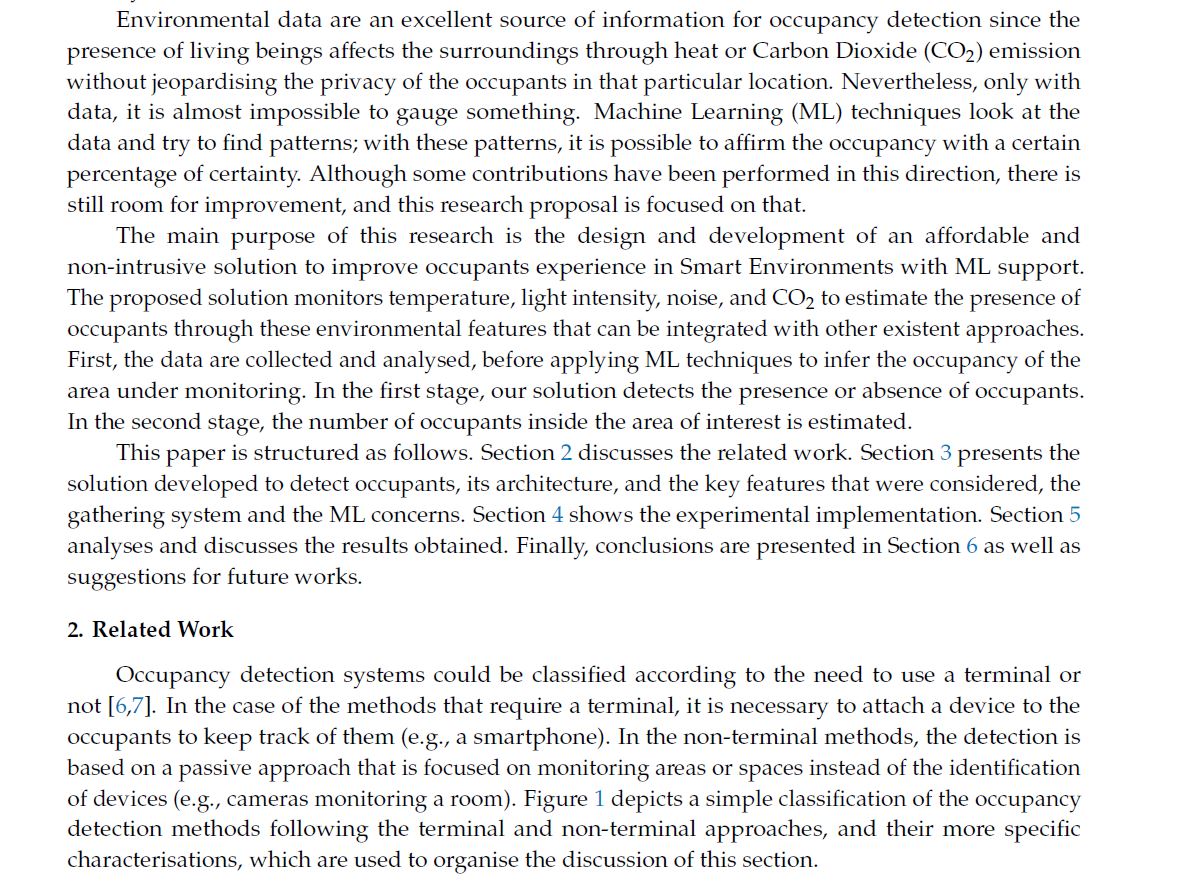 Environmental data are an excellent source of information for occupancy detection since the
presence of living beings affects the surroundings through heat or Carbon Dioxide (CO2) emission
without jeopardising the privacy of the occupants in that particular location. Nevertheless, only with
data, it is almost impossible to gauge something. Machine Learning (ML) techniques look at the
data and try to find patterns; with these patterns, it is possible to affirm the occupancy with a certain
percentage of certainty. Although some contributions have been performed in this direction, there is
still room for improvement, and this research proposal is focused on that.
The main purpose of this research is the design and development of an affordable and
non-intrusive solution to improve occupants experience in Smart Environments with ML support.
The proposed solution monitors temperature, light intensity, noise, and CO2 to estimate the presence of
occupants through these environmental features that can be integrated with other existent approaches.
First, the data are collected and analysed, before applying ML techniques to infer the occupancy of the
area under monitoring. In the first stage, our solution detects the presence or absence of occupants.
In the second stage, the number of occupants inside the area of interest is estimated.
This paper is structured as follows. Section 2 discusses the related work. Section 3 presents the
solution developed to detect occupants, its architecture, and the key features that were considered, the
gathering system and the ML concerns. Section 4 shows the experimental implementation. Section 5
analyses and discusses the results obtained. Finally, conclusions are presented in Section 6 as well as
suggestions for future works.
2. Related Work
Occupancy detection systems could be classified according to the need to use a terminal or
not [6,7]. In the case of the methods that require a terminal, it is necessary to attach a device to the
occupants to keep track of them (e.g., a smartphone). In the non-terminal methods, the detection is
based on a passive approach that is focused on monitoring areas or spaces instead of the identification
of devices (e.g., cameras monitoring a room). Figure 1 depicts a simple classification of the occupancy
detection methods following the terminal and non-terminal approaches, and their more specific
characterisations, which are used to organise the discussion of this section.